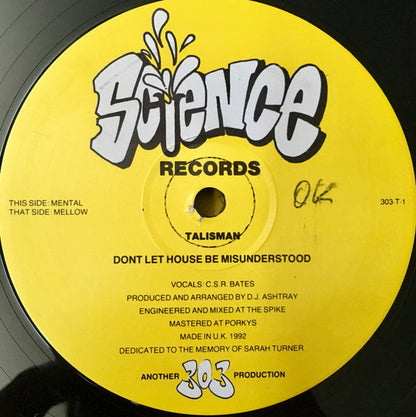 Science
RECORDS
THIS SIDE: MENTAL
THAT SIDE: MELLOW
OK
303-T-1
TALISMAN
DONT LET HOUSE BE MISUNDERSTOOD
VOCALS: C.S.R. BATES
PRODUCED AND ARRANGED BY D.J. ASHTRAY
ENGINEERED AND MIXED AT THE SPIKE
MASTERED AT PORKYS
MADE IN U.K. 1992
DEDICATED TO THE MEMORY OF SARAH TURNER.
ANOTHER 303 PRODUCTION